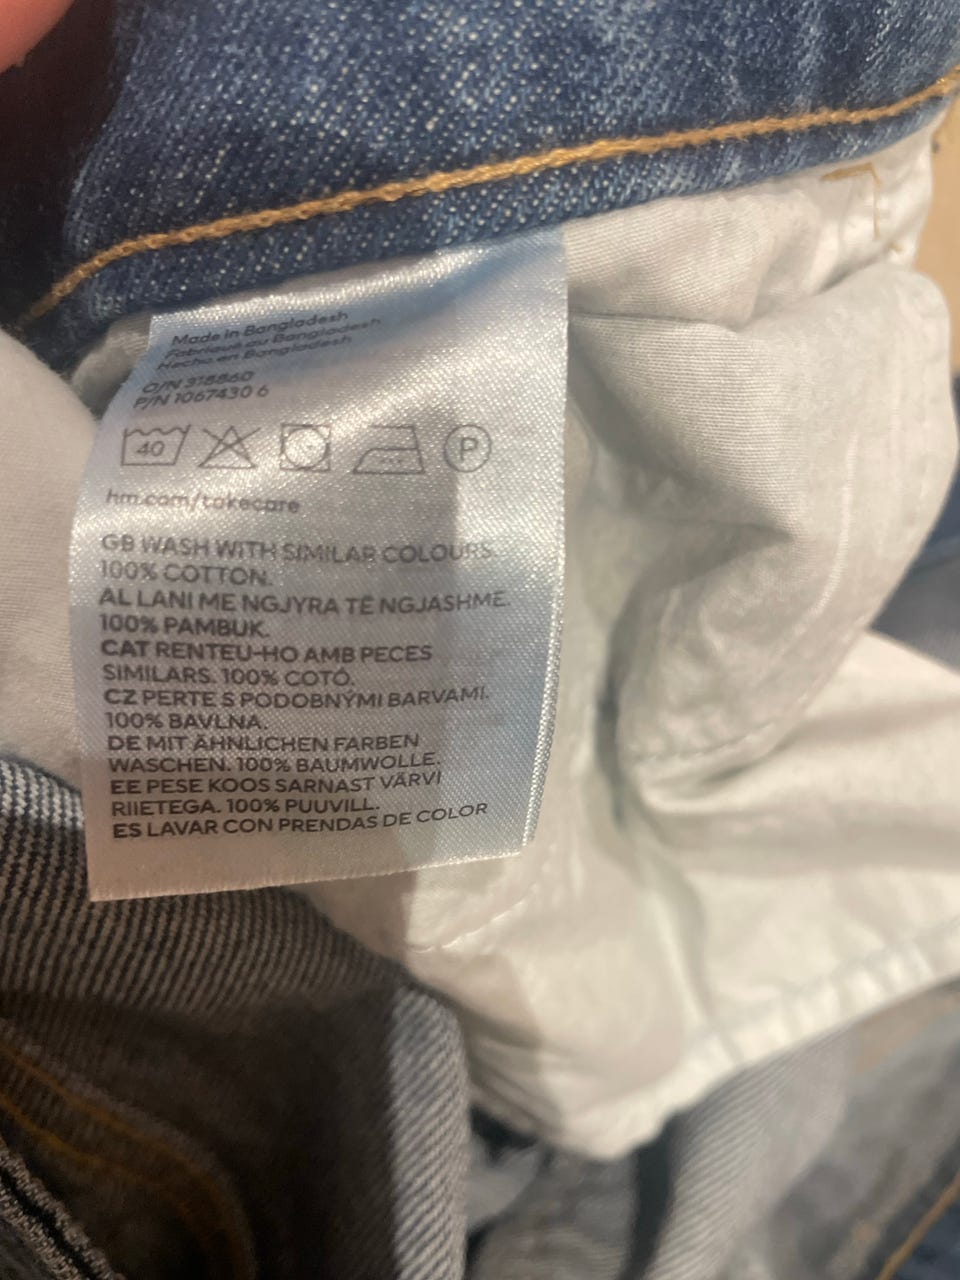 Made in Bangladesh
Fabriqué au Bangladesh
Hecho en Bangladesh
O/N 318860
P/N 1067430 6
40
P
hm.com/takecare
GB WASH WITH SIMILAR COLOURS.
100% COTTON.
AL LANI ME NGJYRA TË NGJASHME.
100% PAMBUK.
CAT RENTEU-HO AMB PECES
SIMILARS. 100% COTÓ.
CZ PERTE S PODOBNÝMI BARVAMI.
100% BAVLNA.
DE MIT ÄHNLICHEN FARBEN
WASCHEN. 100% BAUMWOLLE.
EE PESE KOOS SARNAST VÄRVI
RIIETEGA. 100% PUUVILL.
ES LAVAR CON PRENDAS DE COLOR